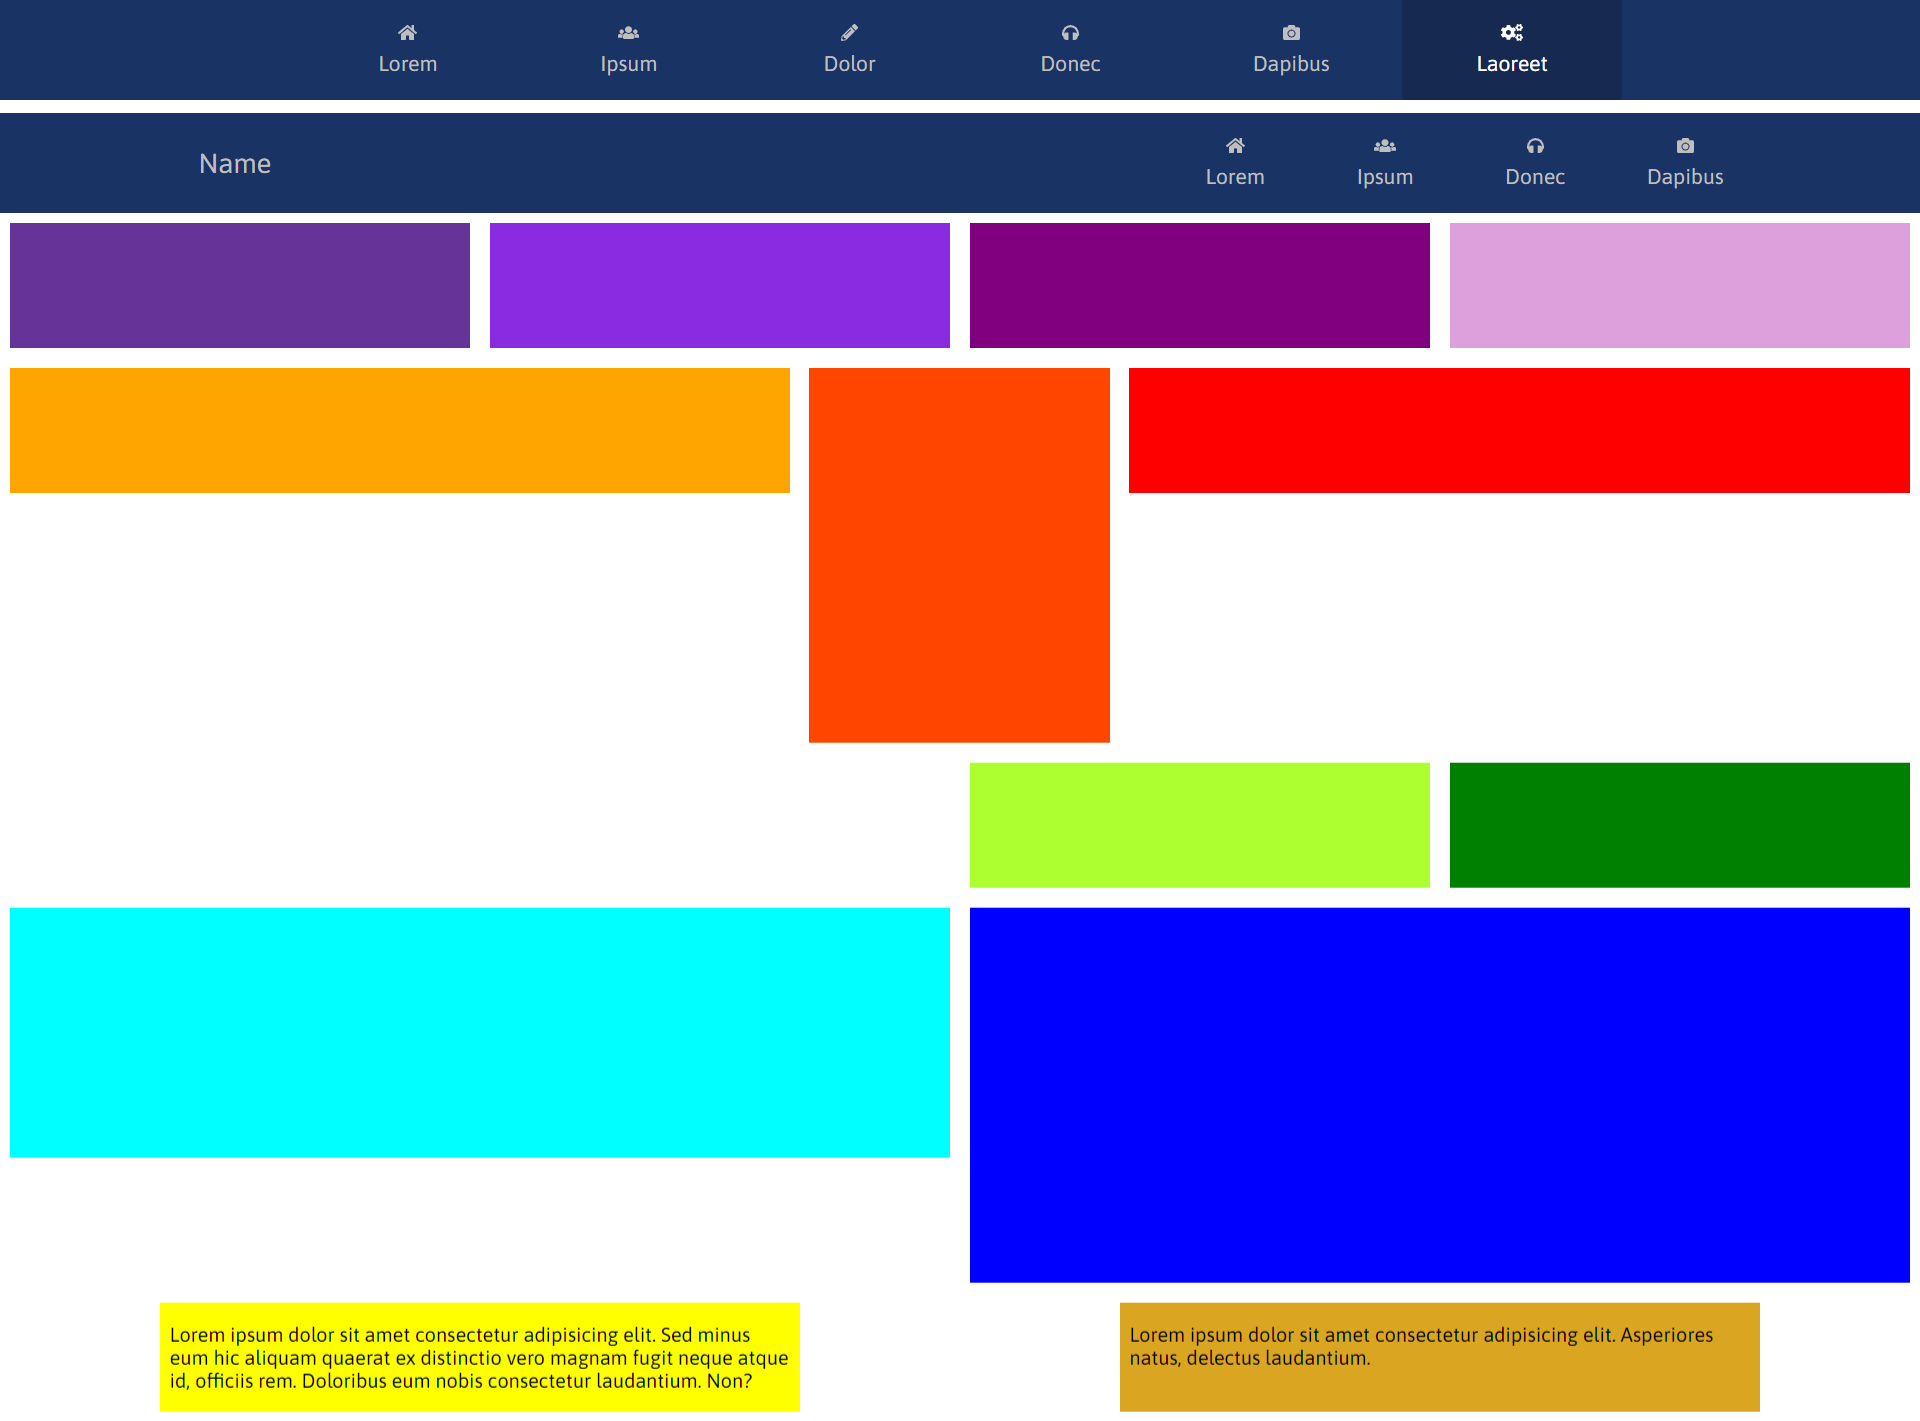 Lorem
Ipsum
Dolor
Donec
Dapibus
Laoreet
Name
Lorem
Ipsum
Donec
Dapibus
Lorem ipsum dolor sit amet consectetur adipisicing elit. Sed minus
eum hic aliquam quaerat ex distinctio vero magnam fugit neque atque
id, officiis rem. Doloribus eum nobis consectetur laudantium. Non?
Lorem ipsum dolor sit amet consectetur adipisicing elit. Asperiores
natus, delectus laudantium.